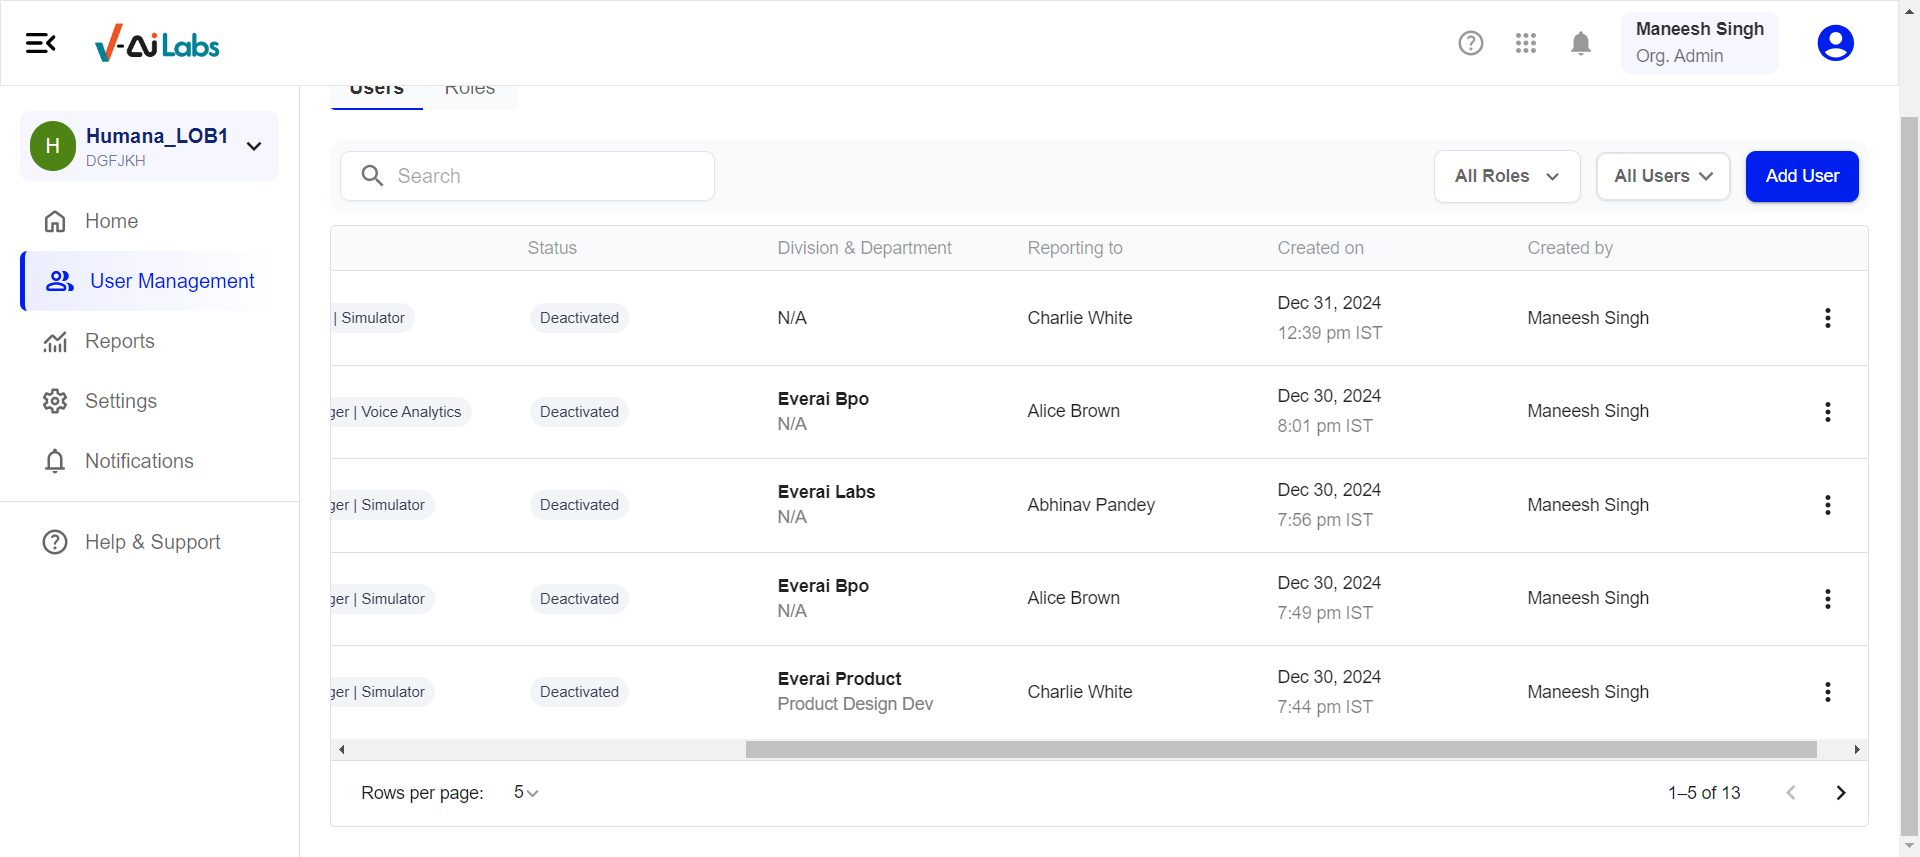 V-Ai Labs
Maneesh Singh
Org. Admin
Humana_LOB1
DGFJKH
Home
User Management
Reports
Settings
Notifications
Help & Support
Users Roles
Search
All Roles All Users Add User
Status Division & Department Reporting to Created on Created by
| Simulator Deactivated N/A Charlie White Dec 31, 2024 Maneesh Singh
12:39 pm IST
ger | Voice Analytics Deactivated Everai Bpo Alice Brown Dec 30, 2024 Maneesh Singh
N/A 8:01 pm IST
ger | Simulator Deactivated Everai Labs Abhinav Pandey Dec 30, 2024 Maneesh Singh
N/A 7:56 pm IST
ger | Simulator Deactivated Everai Bpo Alice Brown Dec 30, 2024 Maneesh Singh
N/A 7:49 pm IST
ger | Simulator Deactivated Everai Product Charlie White Dec 30, 2024 Maneesh Singh
Product Design Dev 7:44 pm IST
Rows per page: 5 1–5 of 13